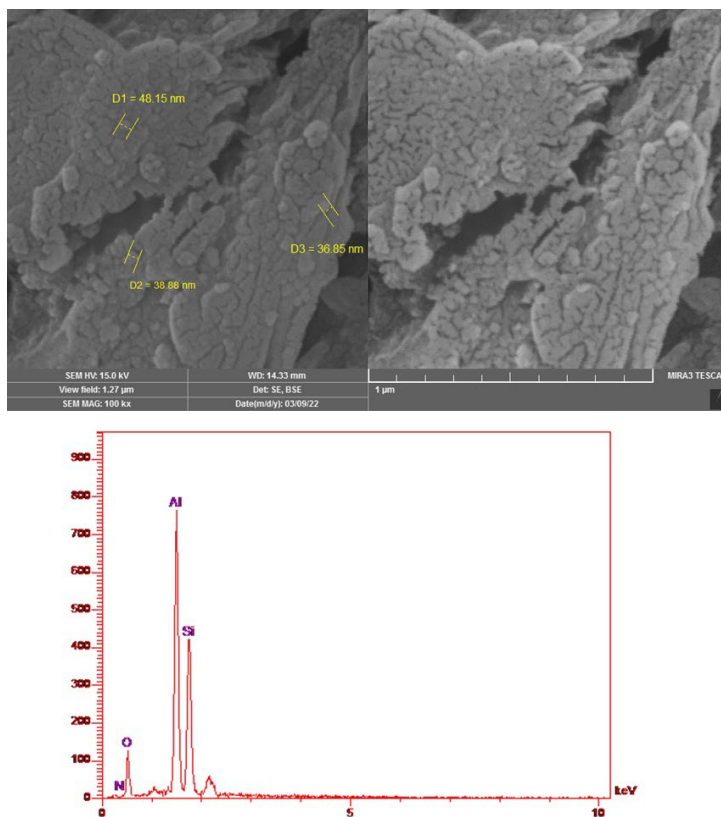 D1 = 48.15 nm
D3 = 36.85 nm
D2 = 38.88 nm
SEM HV: 15.0 kV WD: 14.33 mm MIRA3 TESCA
View field: 1.27 µm Det: SE, BSE 1 µm
SEM MAG: 100 kx Date(m/d/y): 03/09/22
900
800
Al
700
600
500
Si
400
300
200
O
100
N
0
keV
0 5 10